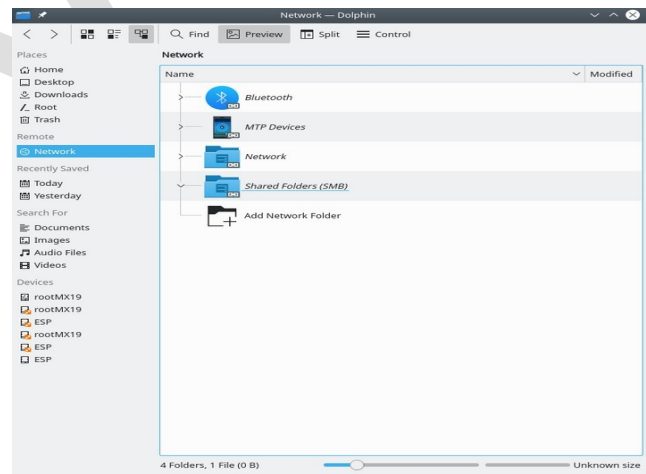 Network — Dolphin
Find Preview Split Control
Places
Home
Desktop
Downloads
Root
Trash
Remote
Network
Recently Saved
Today
Yesterday
Search For
Documents
Images
Audio Files
Videos
Devices
rootMX19
rootMX19
ESP
rootMX19
ESP
ESP
Network
Name Modified
Bluetooth
MTP Devices
Network
Shared Folders (SMB)
Add Network Folder
4 Folders, 1 File (0 B) Unknown size